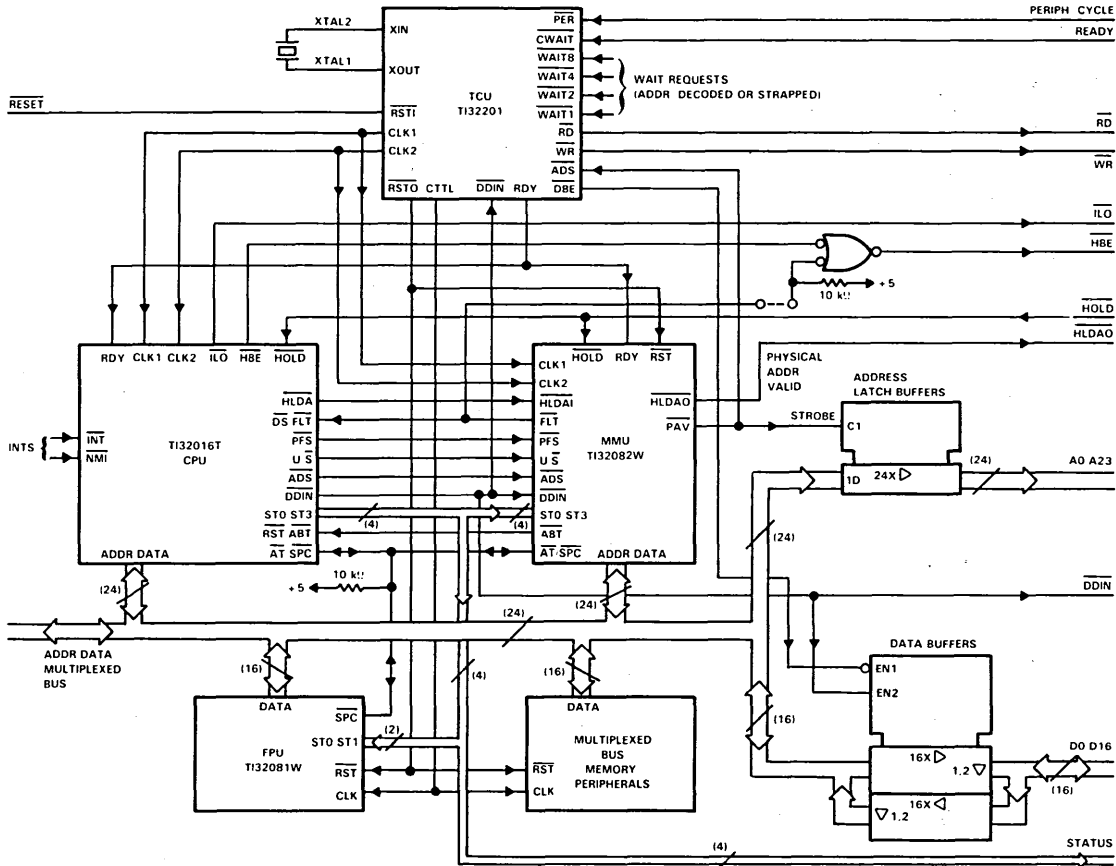 XTAL2
XTAL1
XIN
XOUT
RSTI
CLK1
CLK2
TCU
TI32201
PER
CWAIT
WAIT8
WAIT4
WAIT2
WAIT1
RD
WR
ADS
DBE
RSTO CTTL DDIN RDY
PERIPH CYCLE
READY
WAIT REQUESTS
(ADDR DECODED OR STRAPPED)
RESET
RD
WR
ILO
HBE
10 kΩ
+ 5
HOLD
HLDAO
RDY CLK1 CLK2 ILO HBE HOLD
HLDA
DS FLT
PFS
U S
ADS
DDIN
ST0 ST3
RST ABT
AT SPC
INTS
INT
NMI
TI32016T
CPU
ADDR DATA
(4)
(4)
HOLD RDY RST
CLK1
CLK2
HLDAI
FLT
PFS
U S
ADS
DDIN
ST0 ST3
ABT
AT SPC
HLDAO
PAV
MMU
TI32082W
ADDR DATA
PHYSICAL
ADDR
VALID
STROBE
ADDRESS
LATCH BUFFERS
C1
1D
24X
(24)
A0 A23
(24)
+ 5
10 kΩ
(24)
(24)
(24)
DDIN
ADDR DATA
MULTIPLEXED
BUS
(16)
(16)
(4)
(16)
DATA
SPC
ST0 ST1
(2)
FPU
TI32081W
RST
CLK
DATA
MULTIPLEXED
BUS
MEMORY
PERIPHERALS
RST
CLK
DATA BUFFERS
EN1
EN2
16X
1.2
16X
1.2
D0 D16
(16)
(4)
STATUS